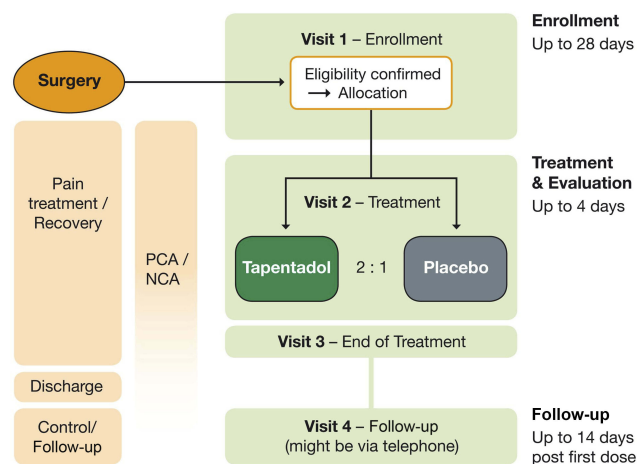 Surgery
Pain
treatment /
Recovery
Discharge
Control/
Follow-up
PCA /
NCA
Visit 1 – Enrollment
Eligibility confirmed
→ Allocation
Visit 2 – Treatment
Tapentadol
2 : 1
Placebo
Visit 3 – End of Treatment
Visit 4 – Follow-up
(might be via telephone)
Enrollment
Up to 28 days
Treatment
& Evaluation
Up to 4 days
Follow-up
Up to 14 days
post first dose